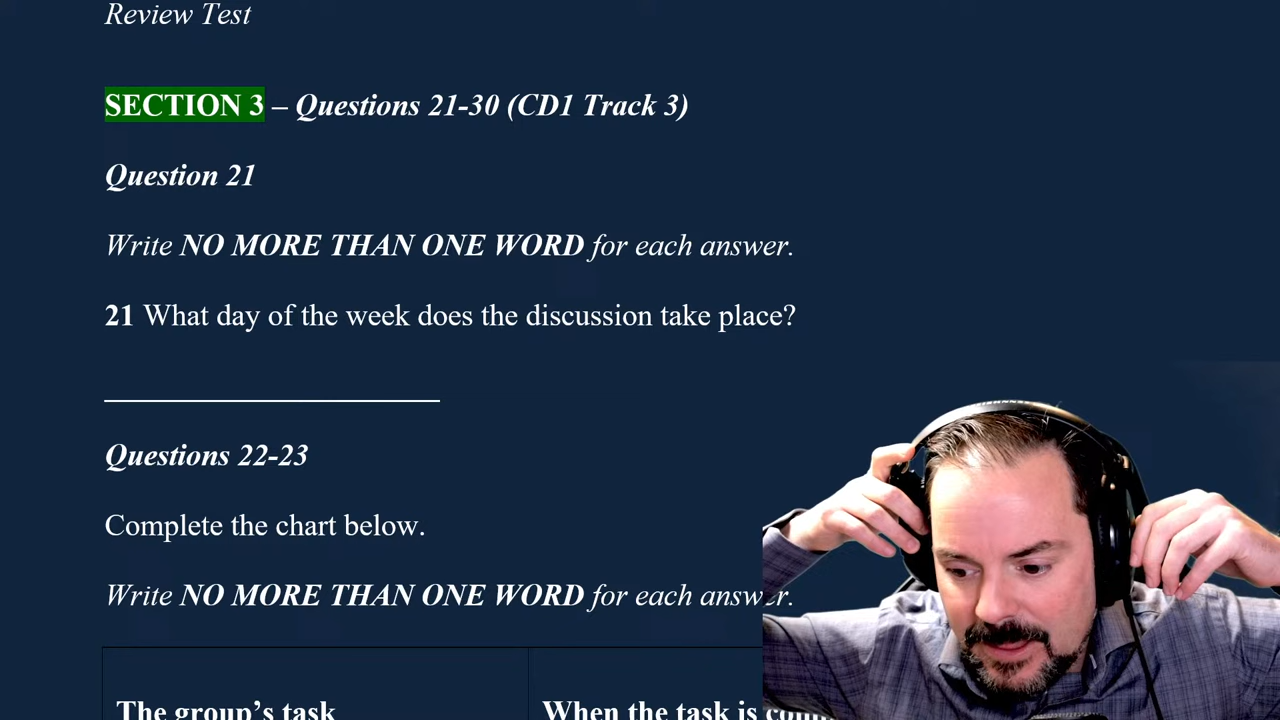 Review Test
SECTION 3 – Questions 21-30 (CD1 Track 3)
Question 21
Write NO MORE THAN ONE WORD for each answer.
21 What day of the week does the discussion take place?
Questions 22-23
Complete the chart below.
Write NO MORE THAN ONE WORD for each answer.
The group's task
When the task is